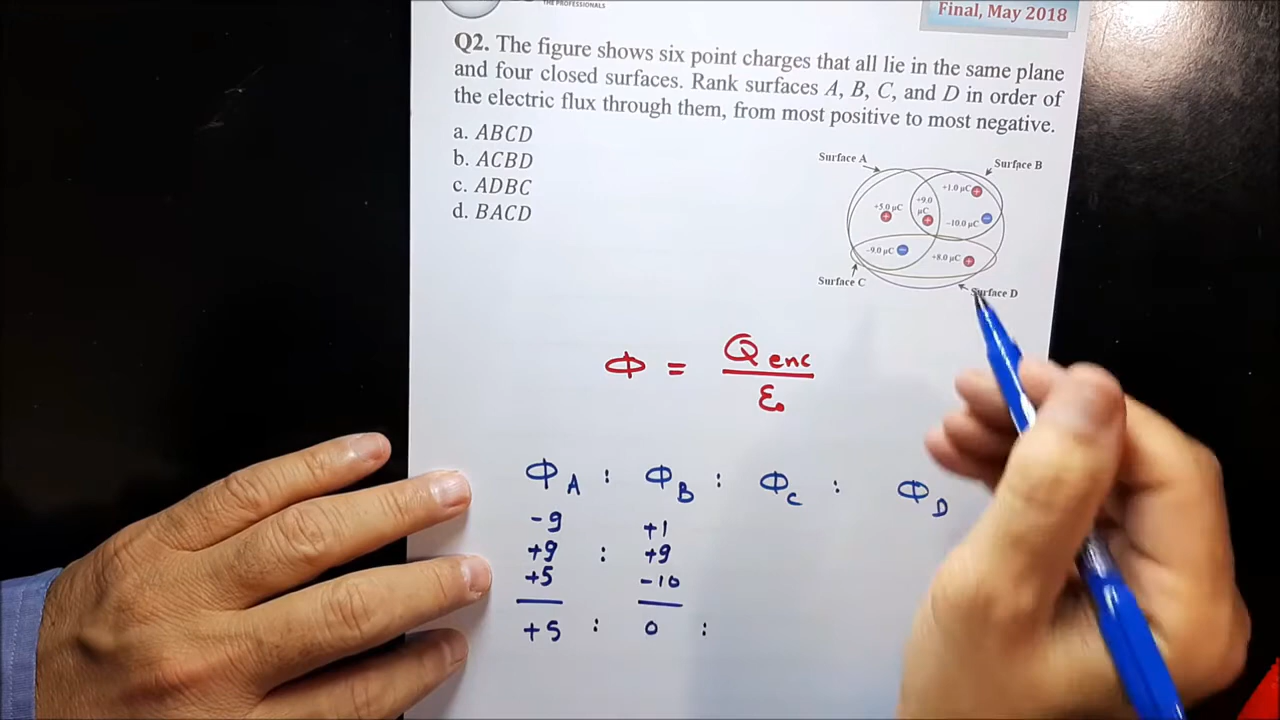 THE PROFESSIONALS
Final, May 2018
Q2. The figure shows six point charges that all lie in the same plane
and four closed surfaces. Rank surfaces A, B, C, and D in order of
the electric flux through them, from most positive to most negative.
a. ABCD
b. ACBD
c. ADBC
d. BACD
Surface A
Surface B
+1.0 μC +
+5.0 μC
+
+9.0
μC
+
-10.0 μC −
-9.0 μC −
+8.0 μC +
Surface C
Surface D
Φ = Q enc / ε₀
Φ_A : Φ_B : Φ_C : Φ_D
-9 +1
+9 : +9
+5 -10
+5 : 0 :